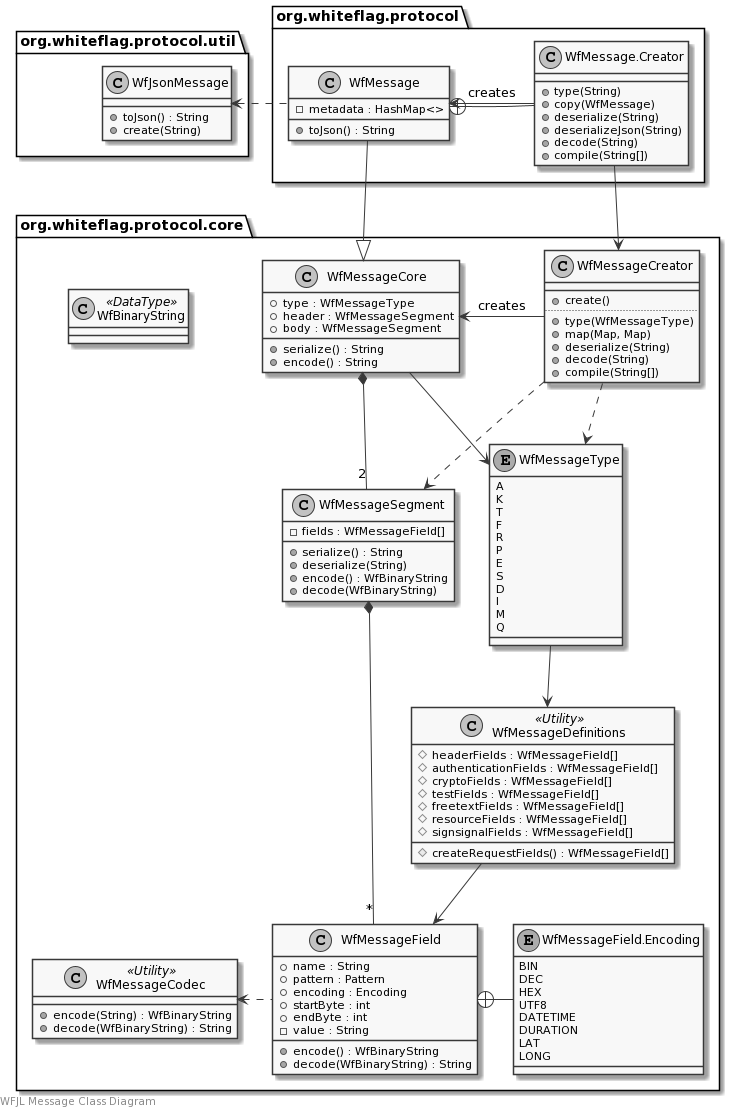 org.whiteflag.protocol
org.whiteflag.protocol.util
C WfJsonMessage
toJson() : String
create(String)
C WfMessage
metadata : HashMap<>
toJson() : String
creates
C WfMessage.Creator
type(String)
copy(WfMessage)
deserialize(String)
deserializeJson(String)
decode(String)
compile(String[])
org.whiteflag.protocol.core
C «DataType»
WfBinaryString
C WfMessageCore
type : WfMessageType
header : WfMessageSegment
body : WfMessageSegment
serialize() : String
encode() : String
creates
C WfMessageCreator
create()
type(WfMessageType)
map(Map, Map)
deserialize(String)
decode(String)
compile(String[])
2
C WfMessageSegment
fields : WfMessageField[]
serialize() : String
deserialize(String)
encode() : WfBinaryString
decode(WfBinaryString)
E WfMessageType
A
K
T
F
R
P
E
S
D
I
M
Q
C «Utility»
WfMessageDefinitions
headerFields : WfMessageField[]
authenticationFields : WfMessageField[]
cryptoFields : WfMessageField[]
testFields : WfMessageField[]
freetextFields : WfMessageField[]
resourceFields : WfMessageField[]
signsignalFields : WfMessageField[]
createRequestFields() : WfMessageField[]
*
C «Utility»
WfMessageCodec
encode(String) : WfBinaryString
decode(WfBinaryString) : String
C WfMessageField
name : String
pattern : Pattern
encoding : Encoding
startByte : int
endByte : int
value : String
encode() : WfBinaryString
decode(WfBinaryString) : String
E WfMessageField.Encoding
BIN
DEC
HEX
UTF8
DATETIME
DURATION
LAT
LONG
WFJL Message Class Diagram